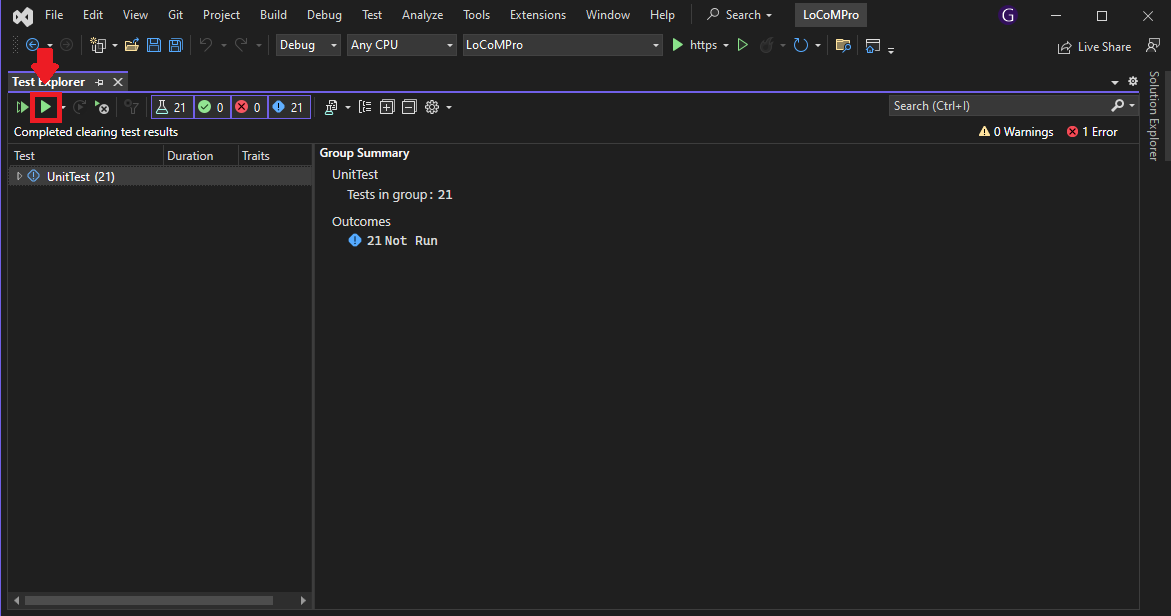 File Edit View Git Project Build Debug Test Analyze Tools Extensions Window Help Search LoCoMPro G
Debug Any CPU LoCoMPro https Live Share
Test Explorer
21 0 0 21 Search (Ctrl+I)
Completed clearing test results 0 Warnings 1 Error
Test Duration Traits Group Summary
UnitTest (21) UnitTest
Tests in group: 21
Outcomes
21 Not Run
Solution Explorer